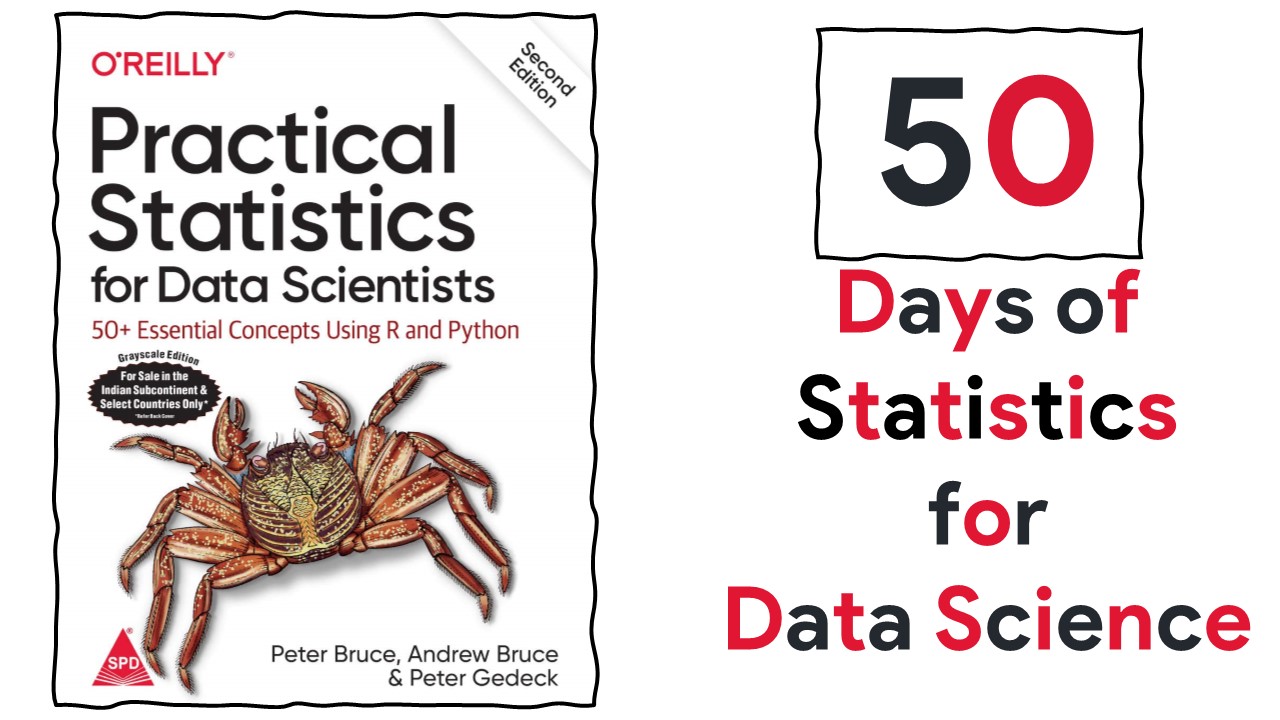 O'REILLY®
Second
Edition
Practical
Statistics
for Data Scientists
50+ Essential Concepts Using R and Python
Grayscale Edition
For Sale in the
Indian Subcontinent &
Select Countries Only*
*Refer Back Cover
SPD®
Peter Bruce, Andrew Bruce
& Peter Gedeck
50
Days of
Statistics
for
Data Science